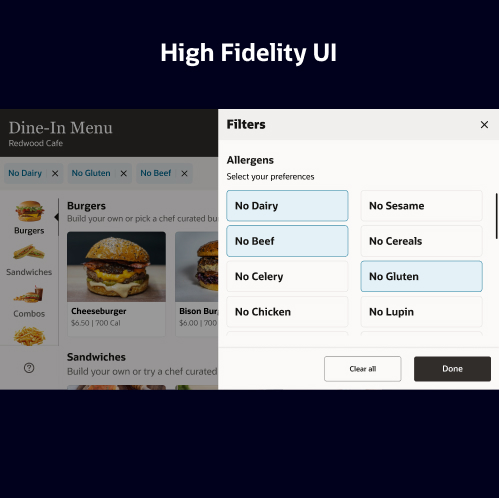 High Fidelity UI
Dine-In Menu
Redwood Cafe
No Dairy
No Gluten
No Beef
Burgers
Sandwiches
Combos
Burgers
Build your own or pick a chef curated bu
Cheeseburger
$6.50 | 700 Cal
Bison Bur
$6.00 | 700
Sandwiches
Build your own or try a chef curated
Filters
Allergens
Select your preferences
No Dairy
No Sesame
No Beef
No Cereals
No Celery
No Gluten
No Chicken
No Lupin
Clear all
Done